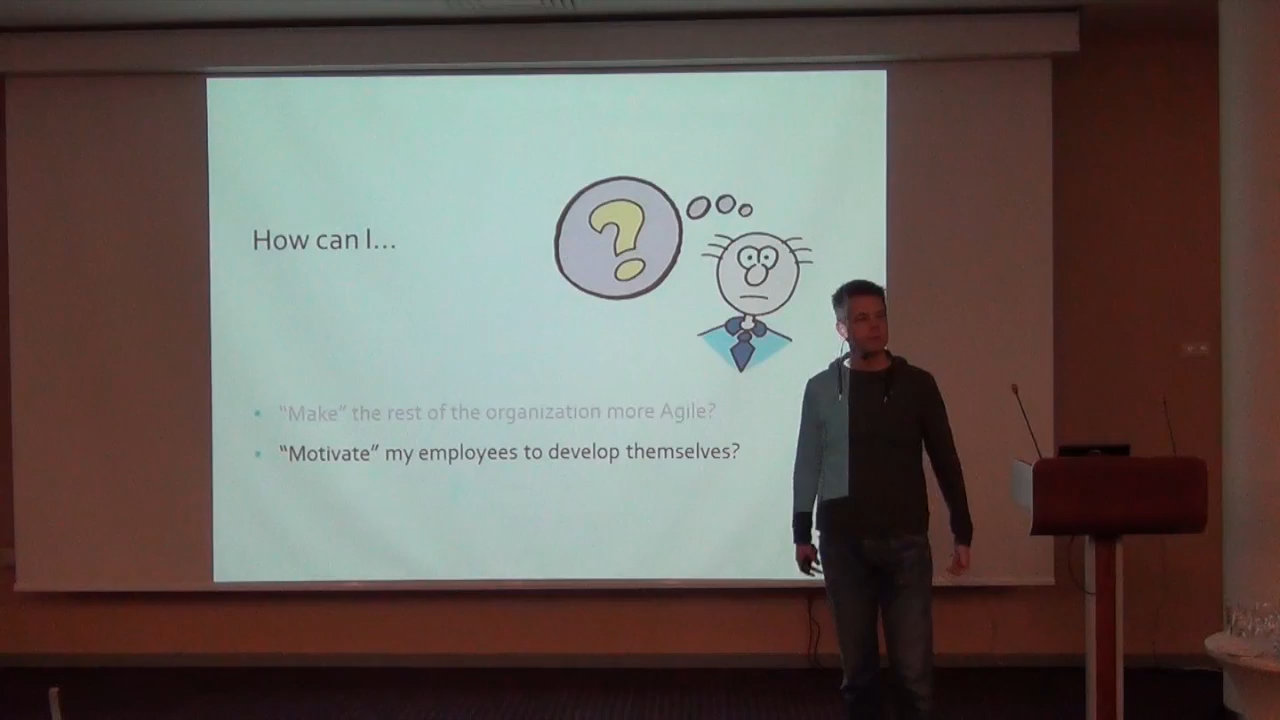 How can I...
?
• "Make" the rest of the organization more Agile?
• "Motivate" my employees to develop themselves?